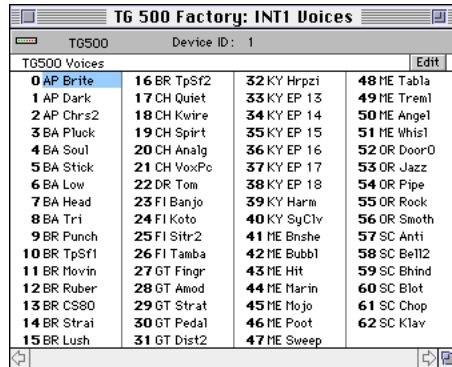 TG 500 Factory: INT1 Voices
TG500 Device ID: 1
TG500 Voices Edit
0 AP Brite
1 AP Dark
2 AP Chrs2
3 BA Pluck
4 BA Soul
5 BA Stick
6 BA Low
7 BA Head
8 BA Tri
9 BR Punch
10 BR TpSf1
11 BR Movin
12 BR Ruber
13 BR CS80
14 BR Strai
15 BR Lush
16 BR TpSf2
17 CH Quiet
18 CH Kwire
19 CH Spirt
20 CH Analg
21 CH VoxPc
22 DR Tom
23 FI Banjo
24 FI Koto
25 FI Sitr2
26 FI Tamba
27 GT Fingr
28 GT Amod
29 GT Strat
30 GT Pedal
31 GT Dist2
32 KY Hrpzi
33 KY EP 13
34 KY EP 14
35 KY EP 15
36 KY EP 16
37 KY EP 17
38 KY EP 18
39 KY Harm
40 KY SyClv
41 ME Bnshe
42 ME Bubbl
43 ME Hit
44 ME Marin
45 ME Mojo
46 ME Poot
47 ME Sweep
48 ME Tabla
49 ME Treml
50 ME Angel
51 ME Whisl
52 OR DoorO
53 OR Jazz
54 OR Pipe
55 OR Rock
56 OR Smoth
57 SC Anti
58 SC Bell2
59 SC Bhind
60 SC Blot
61 SC Chop
62 SC Klav